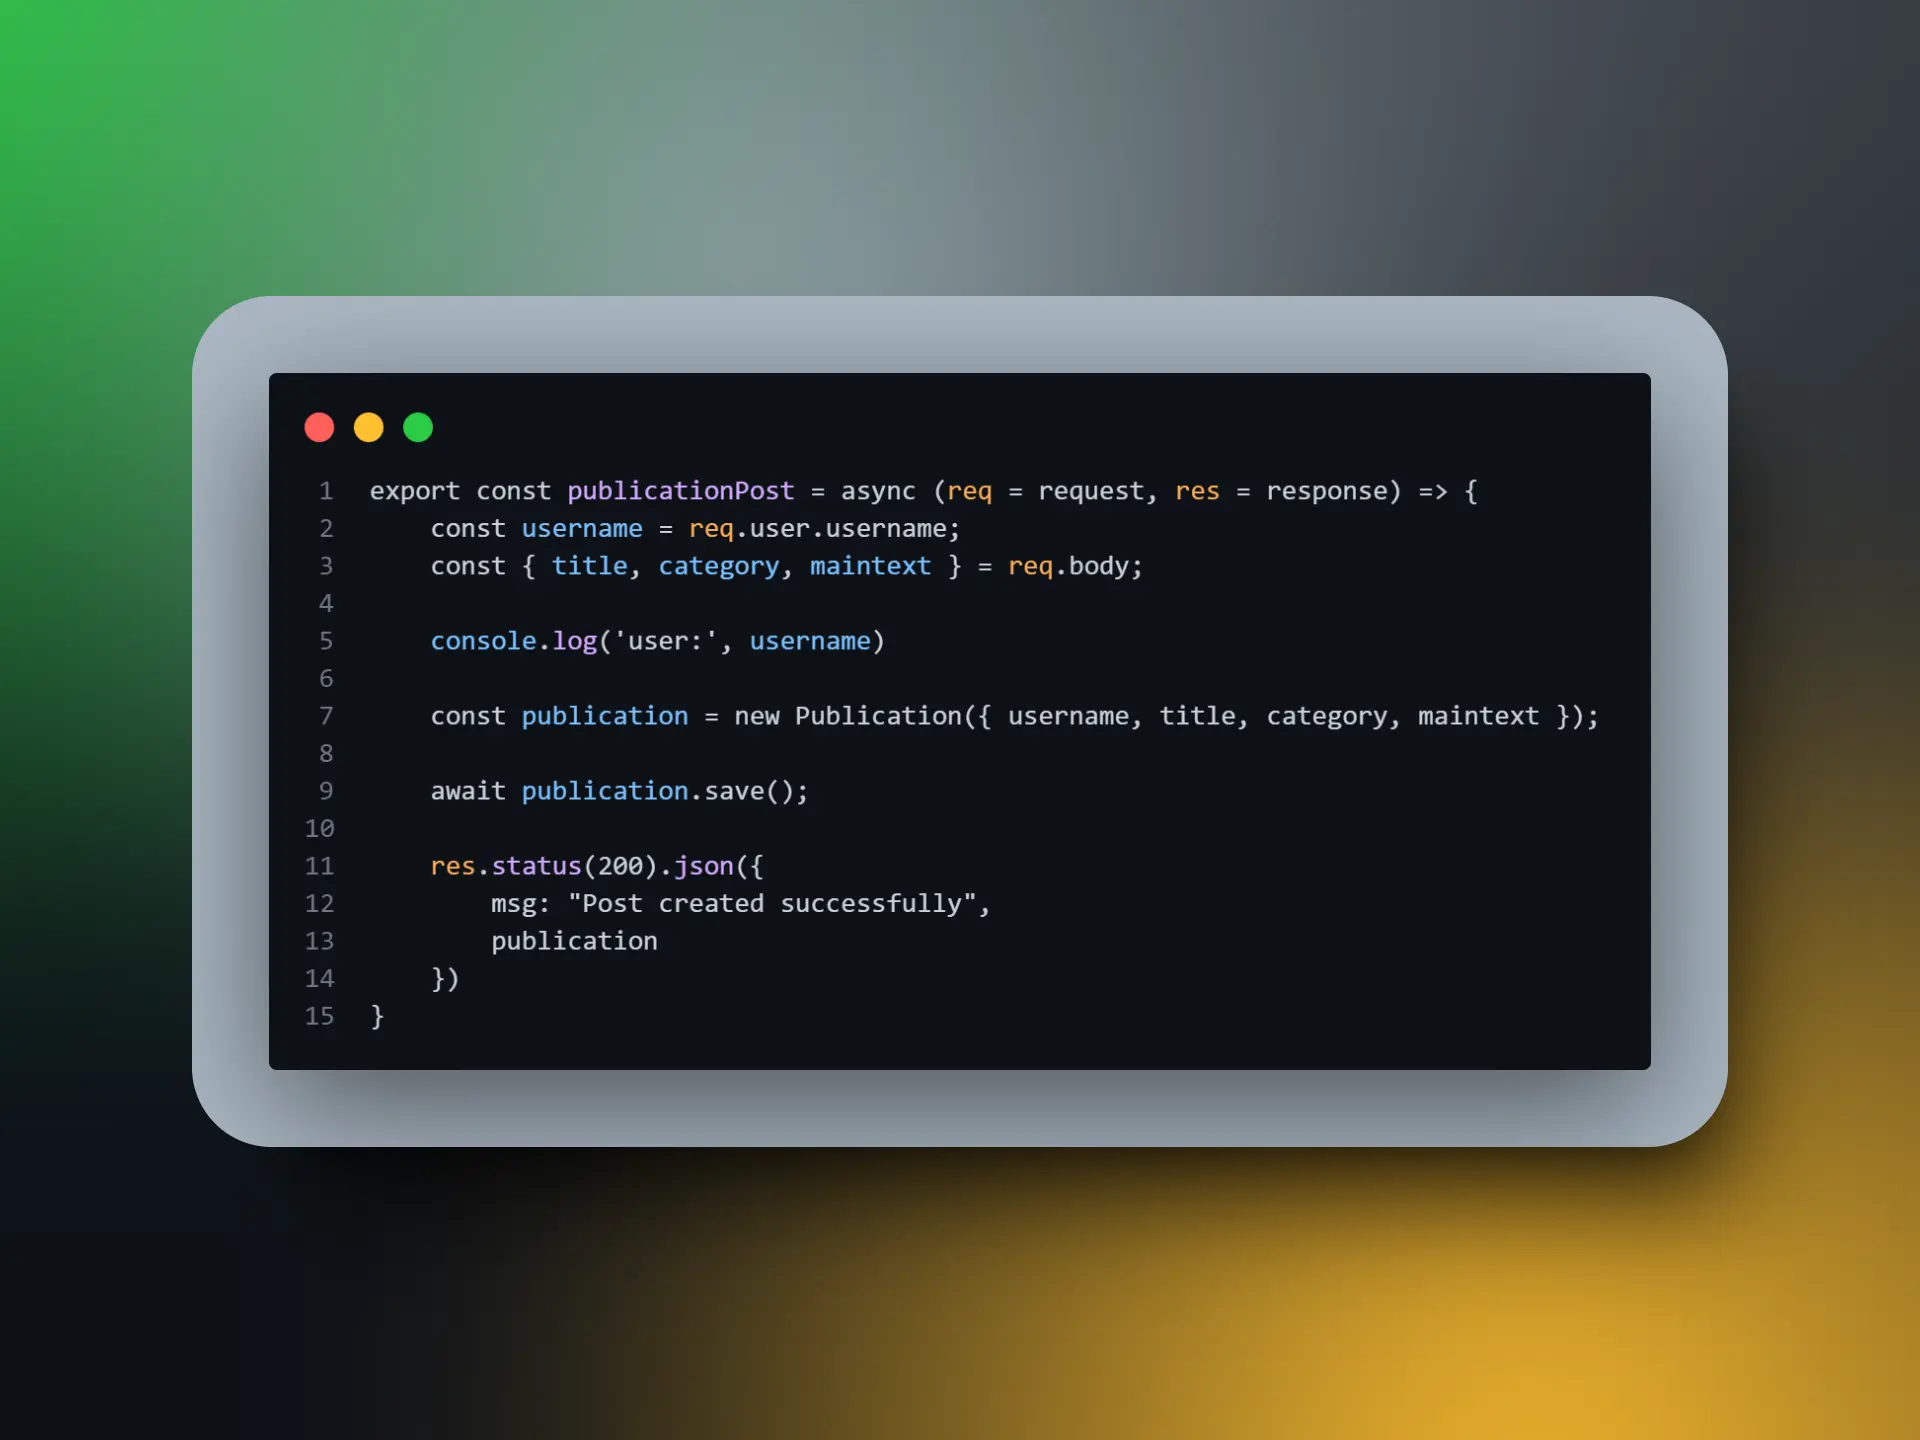 1 export const publicationPost = async (req = request, res = response) => {
2     const username = req.user.username;
3     const { title, category, maintext } = req.body;
4
5     console.log('user:', username)
6
7     const publication = new Publication({ username, title, category, maintext });
8
9     await publication.save();
10
11     res.status(200).json({
12         msg: "Post created successfully",
13         publication
14     })
15 }